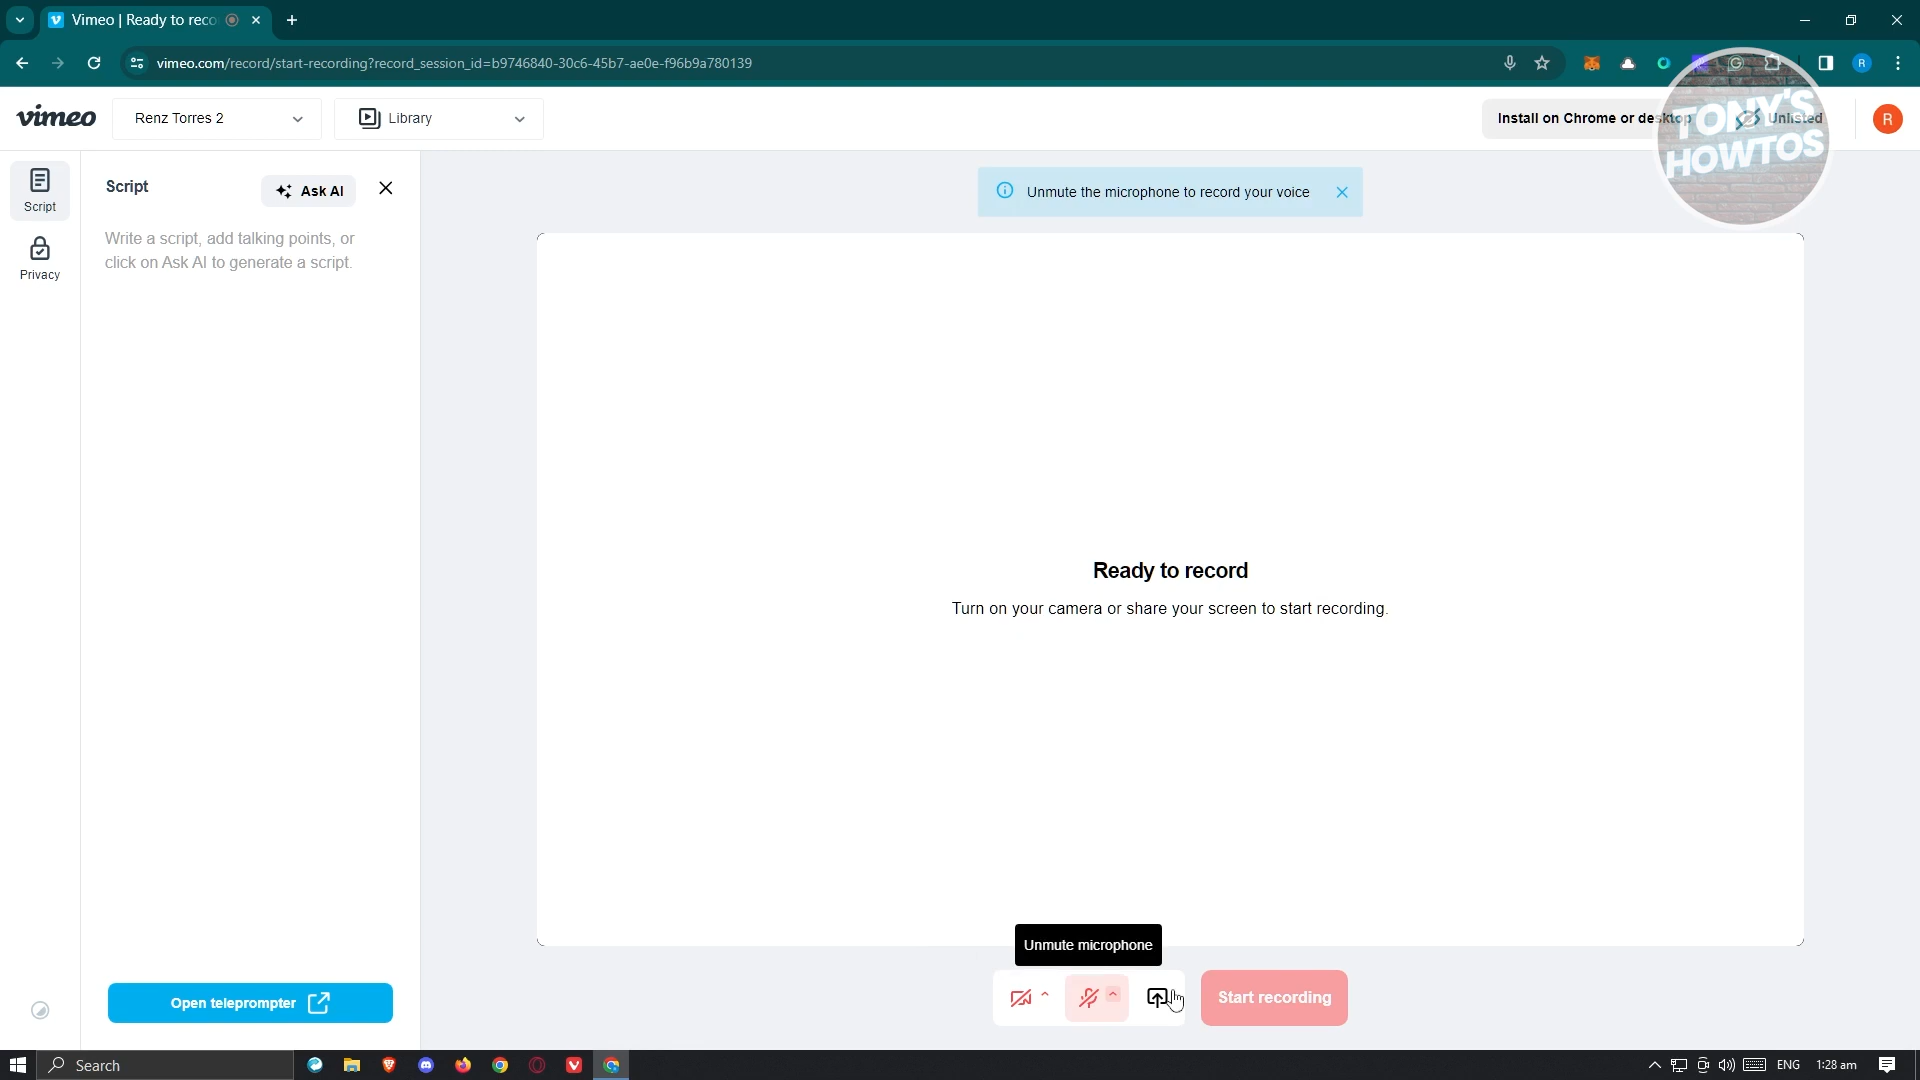 Vimeo | Ready to reco
vimeo.com/record/start-recording?record_session_id=b9746840-30c6-45b7-ae0e-f96b9a780139
R
vimeo
Renz Torres 2
Library
Install on Chrome or desktop
Unlisted
R
TONY'S
HOWTOS
Script
Privacy
Script
Ask AI
Write a script, add talking points, or
click on Ask AI to generate a script.
Unmute the microphone to record your voice
Ready to record
Turn on your camera or share your screen to start recording.
Unmute microphone
Start recording
Open teleprompter
Search
ENG
1:28 am